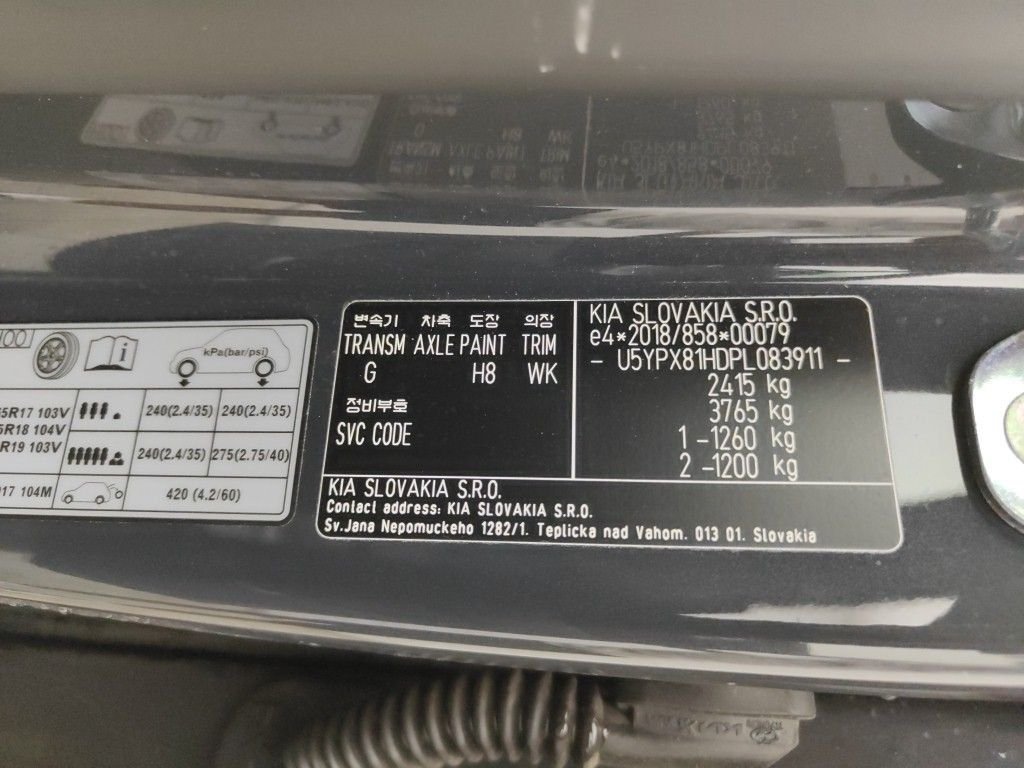 kPa(bar/psi)
5R17 103V 240(2.4/35) 240(2.4/35)
5R18 104V
R19 103V 240(2.4/35) 275(2.75/40)
17 104M 420 (4.2/60)
변속기 차축 도장 의장
TRANSM AXLE PAINT TRIM
G H8 WK
정비부호
SVC CODE
KIA SLOVAKIA S.R.O.
e4*2018/858*00079
- U5YPX81HDPL083911 -
2415 kg
3765 kg
1 -1260 kg
2 -1200 kg
KIA SLOVAKIA S.R.O.
Contact address: KIA SLOVAKIA S.R.O.
Sv.Jana Nepomuckeho 1282/1. Teplicka nad Vahom. 013 01. Slovakia